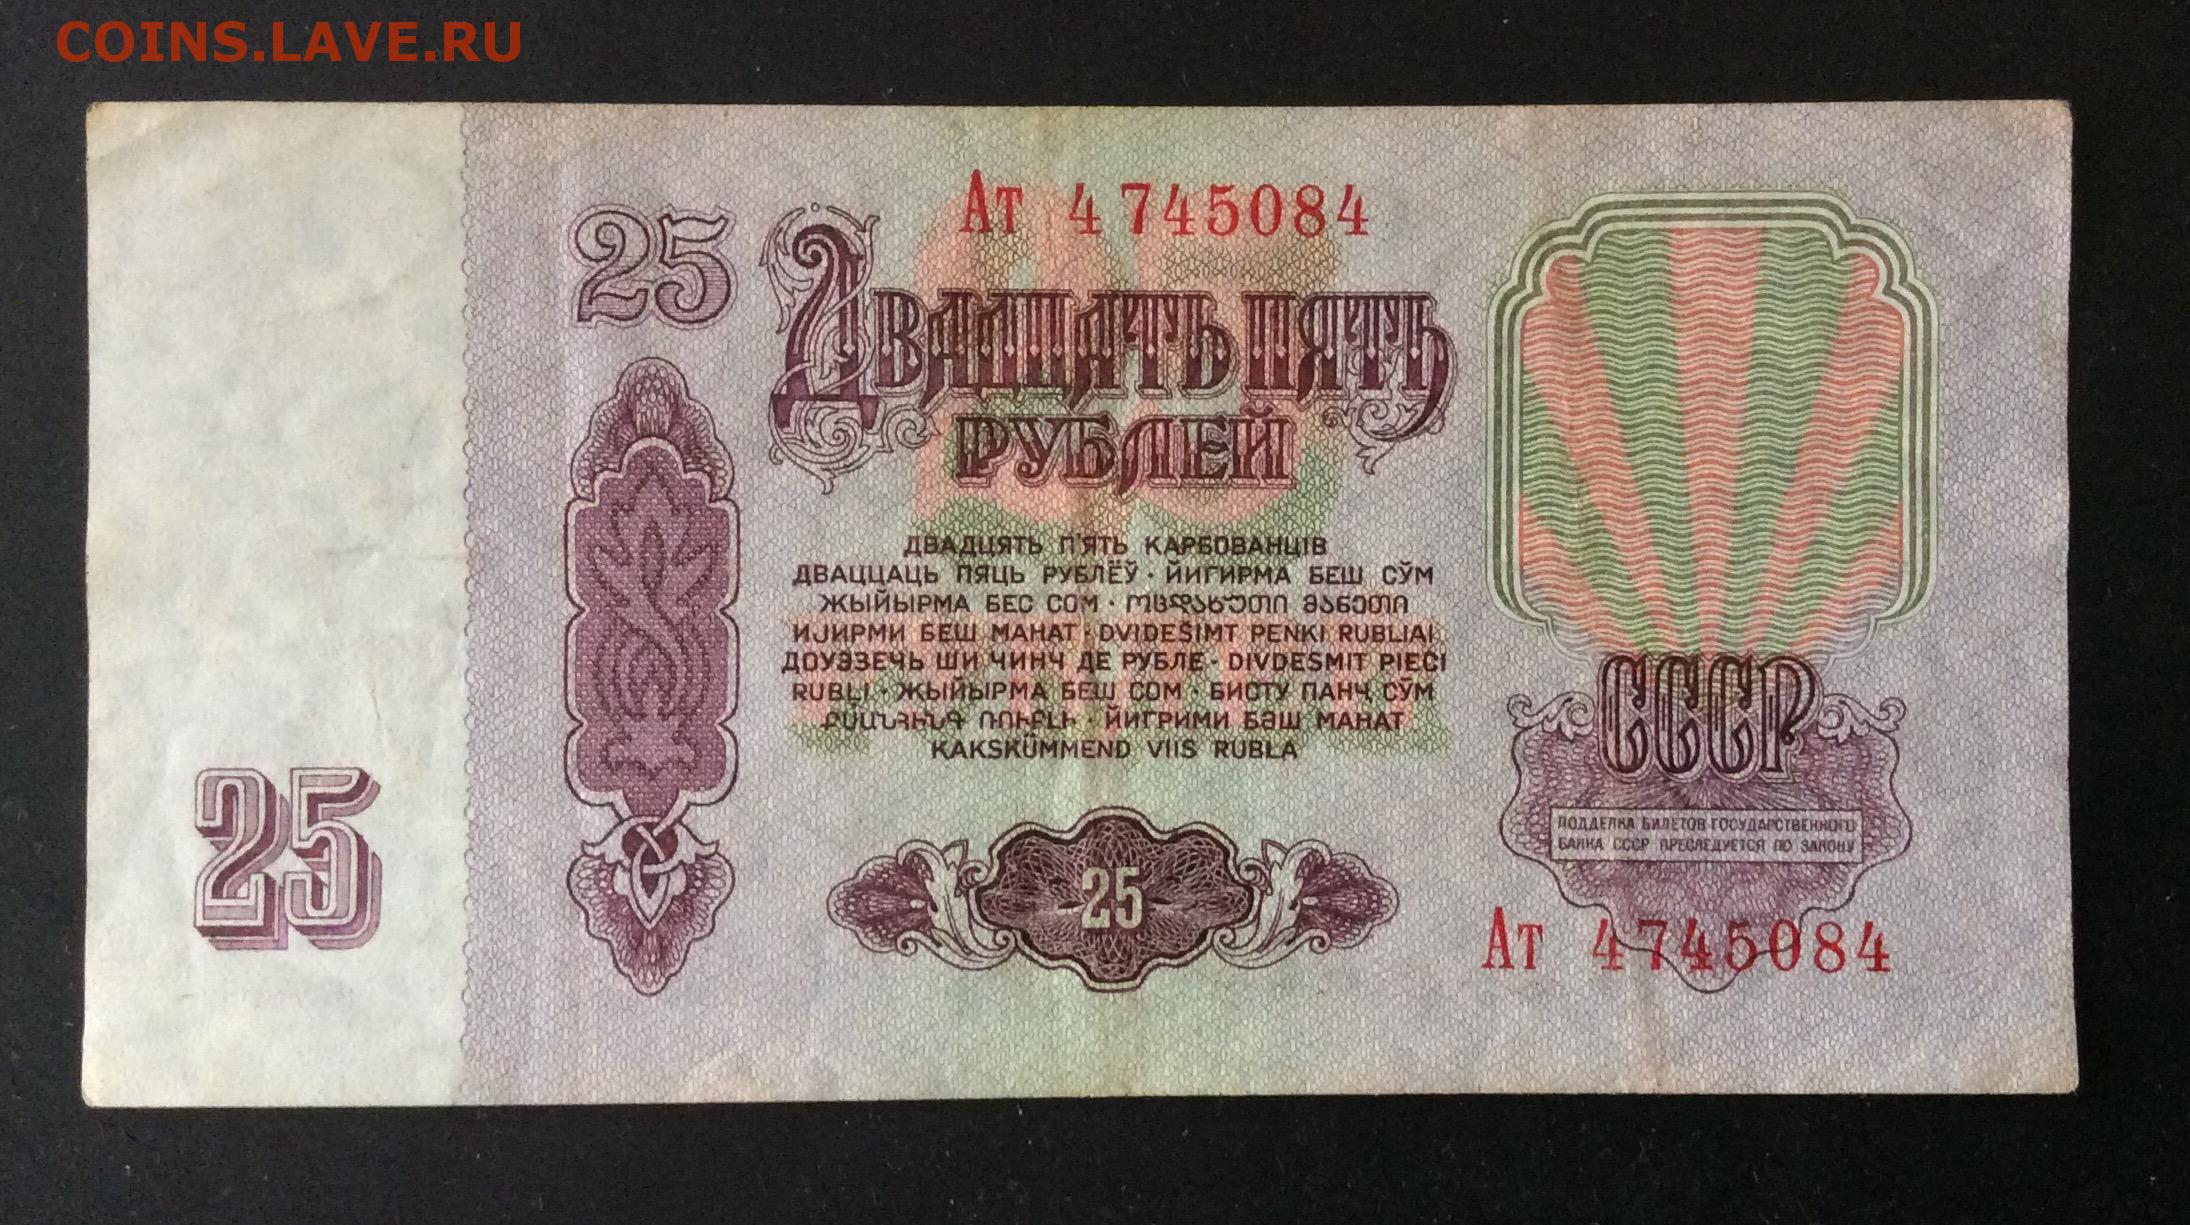 COINS.LAVE.RU
Ат 4745084
25
ДВАДЦАТЬ ПЯТЬ
РУБЛЕЙ
ДВАДЦЯТЬ П'ЯТЬ КАРБОВАНЦІВ
ДВАЦЦАЦЬ ПЯЦЬ РУБЛЁЎ · ЙИГИРМА БЕШ СЎМ
ЖЫЙЫРМА БЕС СОМ · ოცდახუთი მანეთი
ИЈИРМИ БЕШ МАНАТ · DVIDEŠIMT PENKI RUBLIAI
ДОУЭЗЕЧЬ ШИ ЧИНЧ ДЕ РУБЛЕ · DIVDESMIT PIECI
RUBLI · ЖЫЙЫРМА БЕШ СОМ · БИСТУ ПАНҶ СЎМ
ՔՍԱՆՀԻՆԳ ՌՈՒԲԼԻ · ЙИГРИМИ БӘШ МАНАТ
KAKSKÜMMEND VIIS RUBLA
СССР
ПОДДЕЛКА БИЛЕТОВ ГОСУДАРСТВЕННОГО
БАНКА СССР ПРЕСЛЕДУЕТСЯ ПО ЗАКОНУ
25
25
Ат 4745084